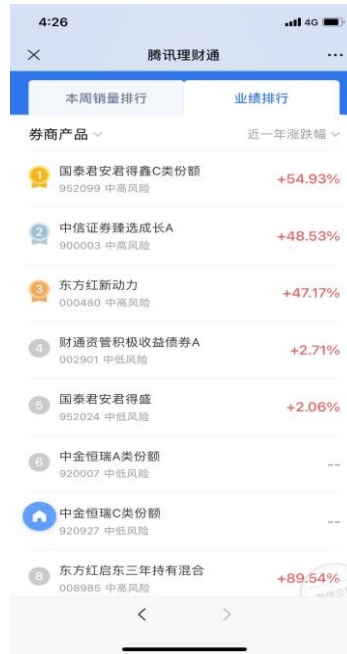 4:26
4G
腾讯理财通
本周销量排行
业绩排行
券商产品
近一年涨跌幅
1
国泰君安君得鑫C类份额
952099 中高风险
+54.93%
2
中信证券臻选成长A
900003 中高风险
+48.53%
3
东方红新动力
000480 中高风险
+47.17%
4
财通资管积极收益债券A
002901 中低风险
+2.71%
5
国泰君安君得盛
952024 中低风险
+2.06%
6
中金恒瑞A类份额
920007 中低风险
--
中金恒瑞C类份额
920927 中低风险
--
8
东方红启东三年持有混合
008985 中高风险
+89.54%